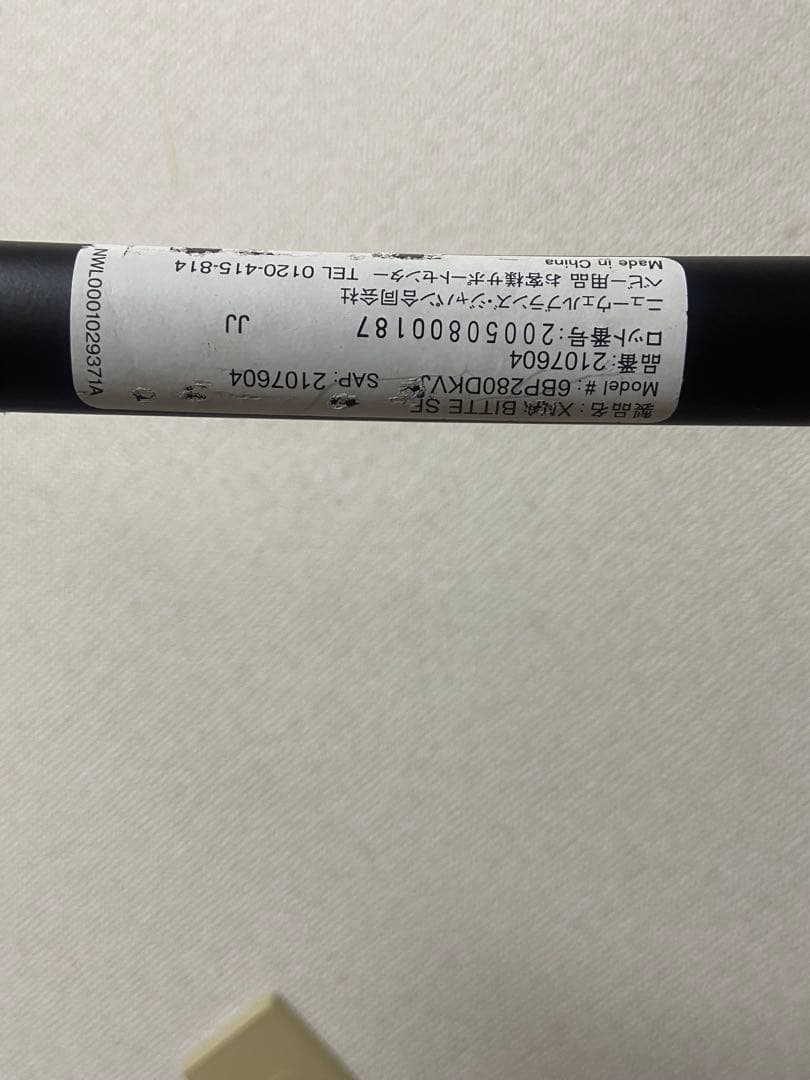 製品名：XNA BITTE SE
Model #：6BP280DKVJ SAP：2107604
品番：2107604
ロット番号：20050800187 JJ
ニューウェルブランズ・ジャパン合同会社
ベビー用品 お客様サポートセンター TEL 0120-415-814
Made in China
NWL0001029371A